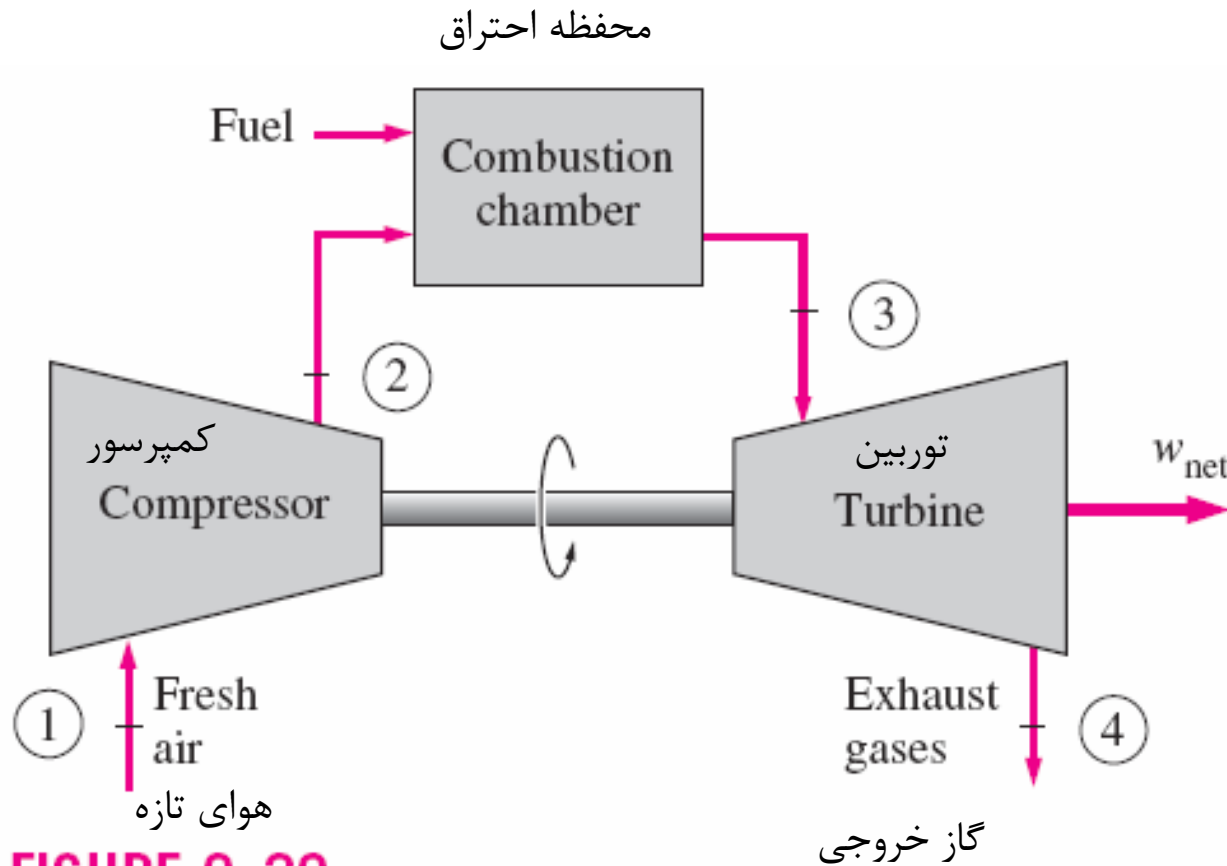 محفظه احتراق
Fuel
Combustion
chamber
3
2
کمپرسور
Compressor
توربین
Turbine
wnet
1
Fresh
air
هوای تازه
Exhaust
gases
4
گاز خروجی